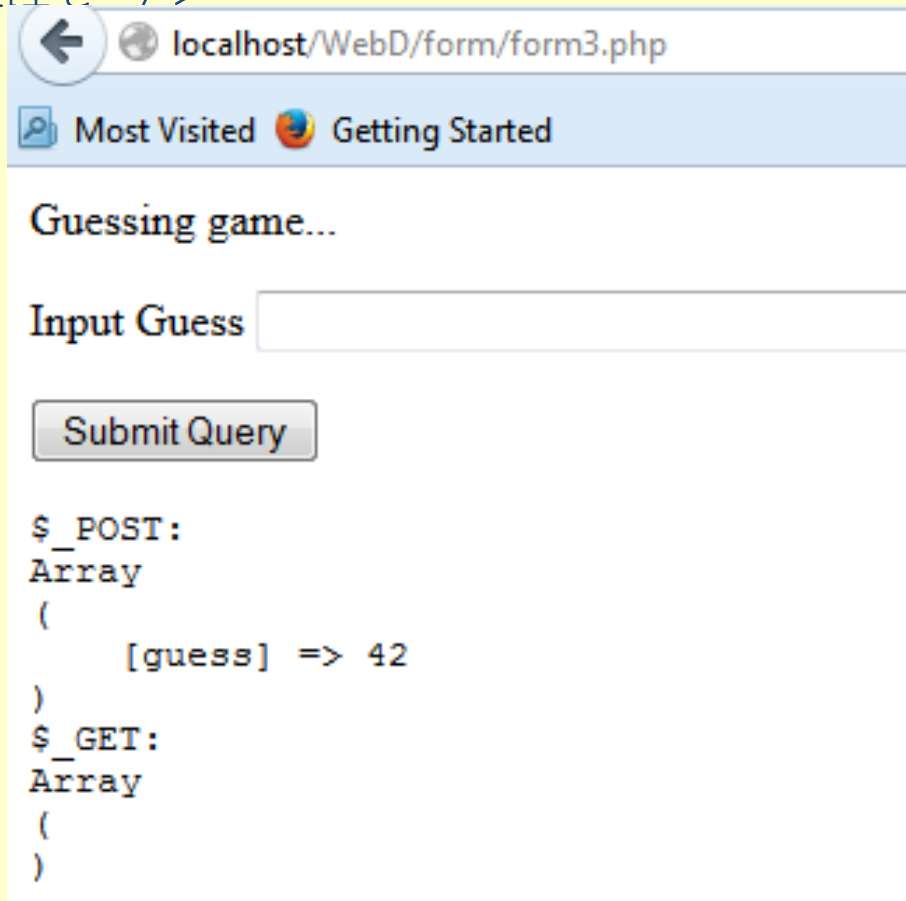 localhost/WebD/form/form3.php
Most Visited Getting Started
Guessing game...
Input Guess
Submit Query
$_POST:
Array
(
    [guess] => 42
)
$_GET:
Array
(
)